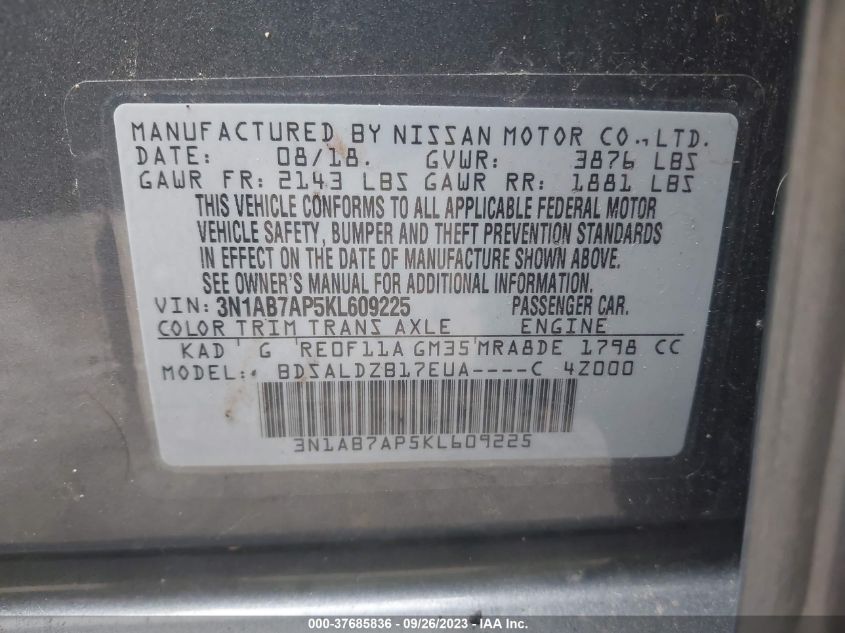 MANUFACTURED BY NISSAN MOTOR CO.,LTD.
DATE: 08/18. GVWR: 3876 LBS
GAWR FR: 2143 LBS GAWR RR: 1881 LBS
THIS VEHICLE CONFORMS TO ALL APPLICABLE FEDERAL MOTOR
VEHICLE SAFETY, BUMPER AND THEFT PREVENTION STANDARDS
IN EFFECT ON THE DATE OF MANUFACTURE SHOWN ABOVE.
SEE OWNER'S MANUAL FOR ADDITIONAL INFORMATION.
VIN: 3N1AB7AP5KL609225 PASSENGER CAR.
COLOR TRIM TRANS AXLE ENGINE
KAD G RE0F11A GM35 MRA8DE 1798 CC
MODEL: BDSALDZB17EUA----C 4Z000
3N1AB7AP5KL609225
000-37685836 - 09/26/2023 - IAA Inc.